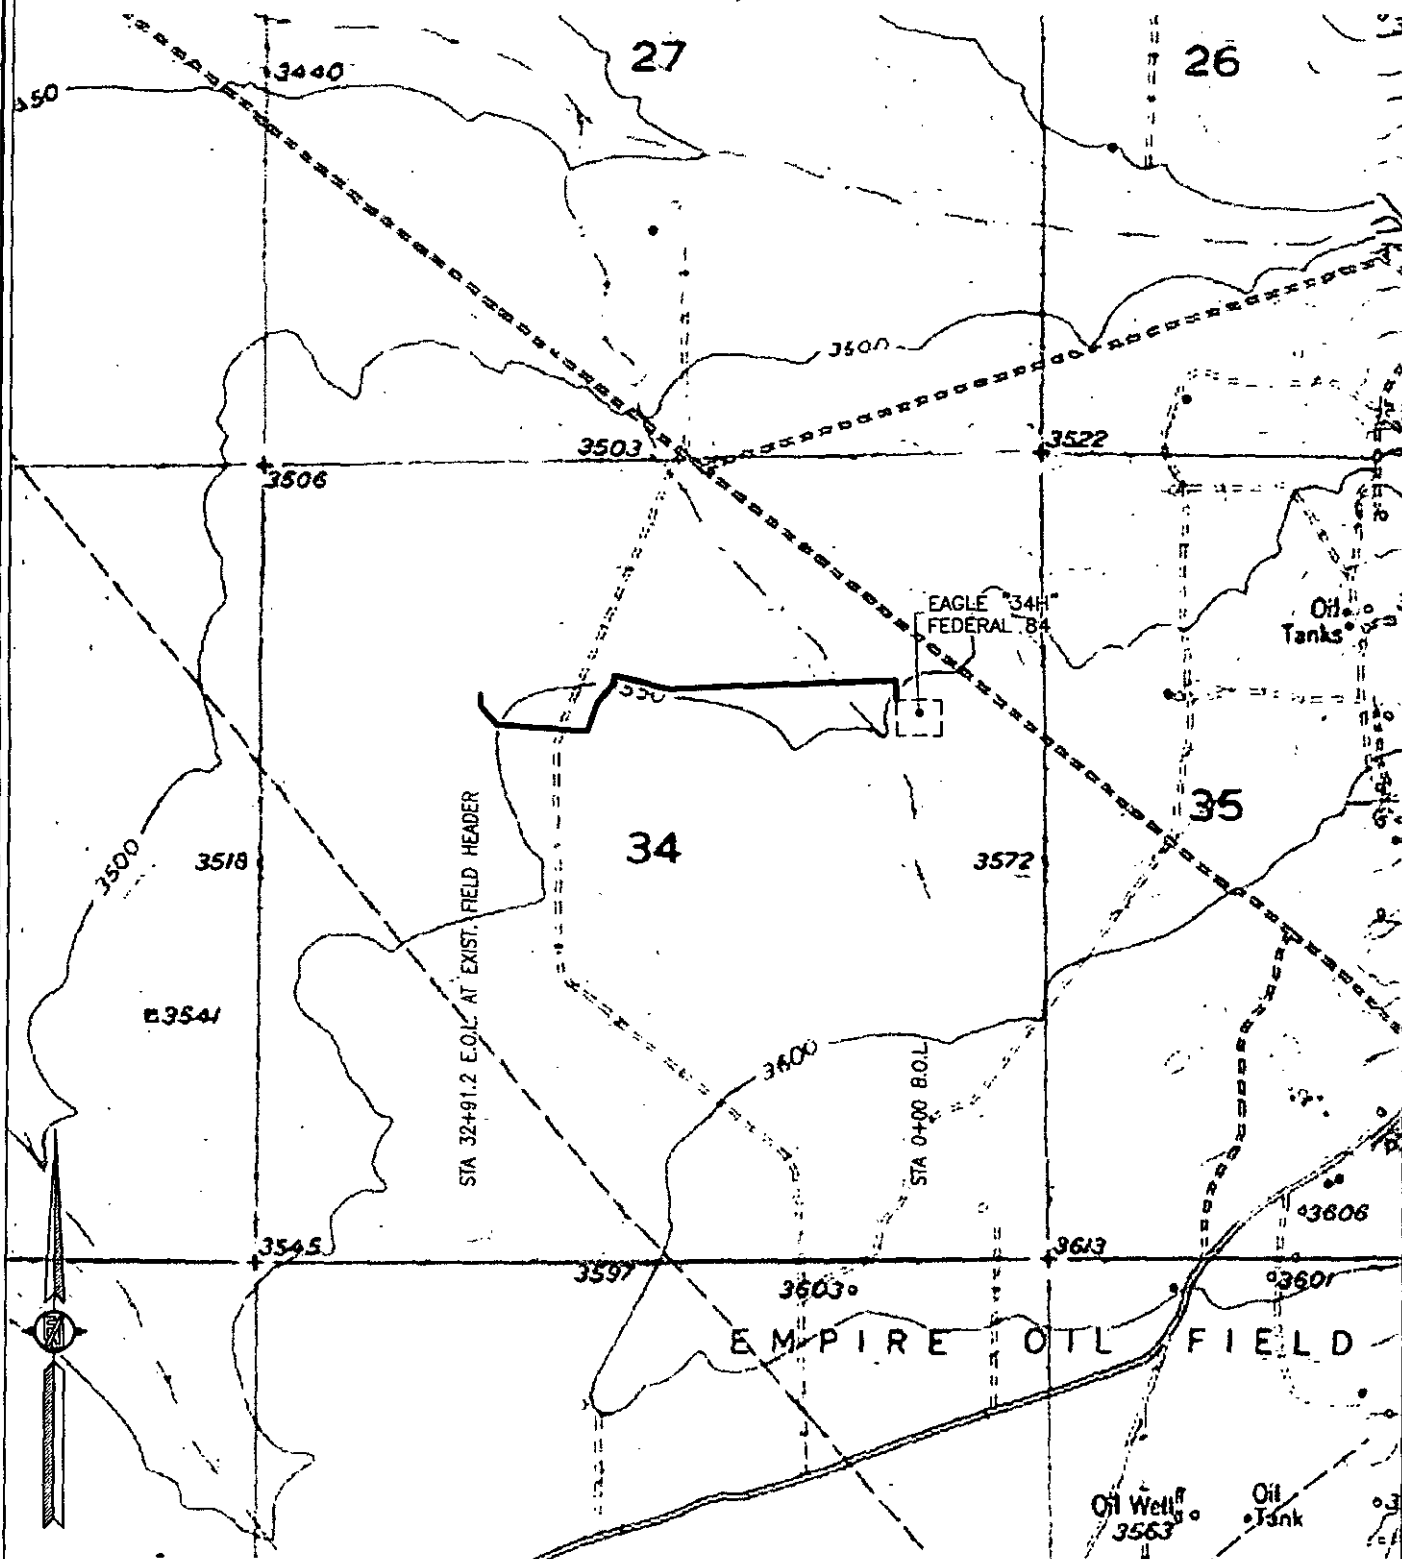 27
26
3440
3500
3503
3522
3506
EAGLE "34H"
FEDERAL 84
Oil
Tanks
35
34
3518
3572
3500
STA 32+91.2 E.O.L. AT EXIST. FIELD HEADER
3541
3600
STA 0+00 B.O.L.
3606
3545
3613
3597
3603
3601
EMPIRE OIL FIELD
Oil Well
3563
Oil
Tank